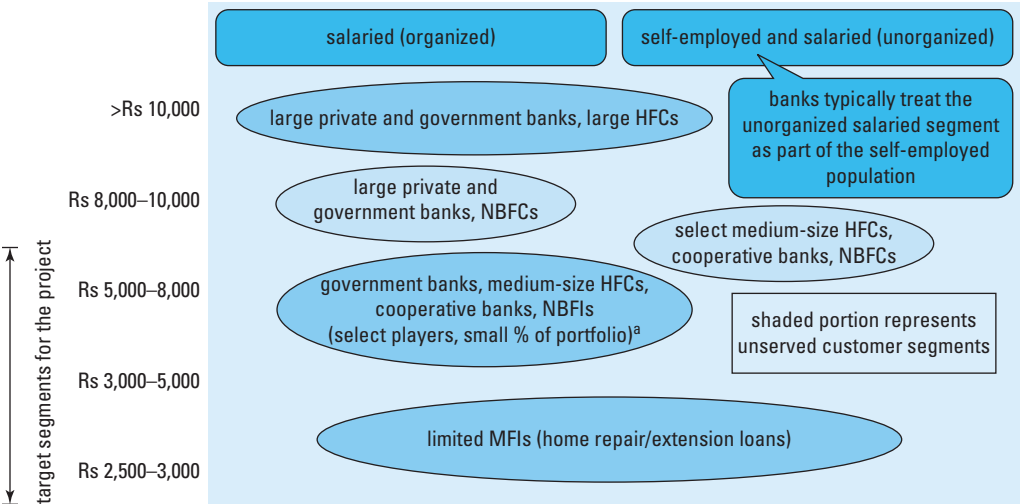 salaried (organized)
self-employed and salaried (unorganized)
banks typically treat the
unorganized salaried segment
as part of the self-employed
population
>Rs 10,000
large private and government banks, large HFCs
Rs 8,000–10,000
large private and
government banks, NBFCs
select medium-size HFCs,
cooperative banks, NBFCs
target segments for the project
Rs 5,000–8,000
government banks, medium-size HFCs,
cooperative banks, NBFIs
(select players, small % of portfolio)ᵃ
shaded portion represents
unserved customer segments
Rs 3,000–5,000
limited MFIs (home repair/extension loans)
Rs 2,500–3,000